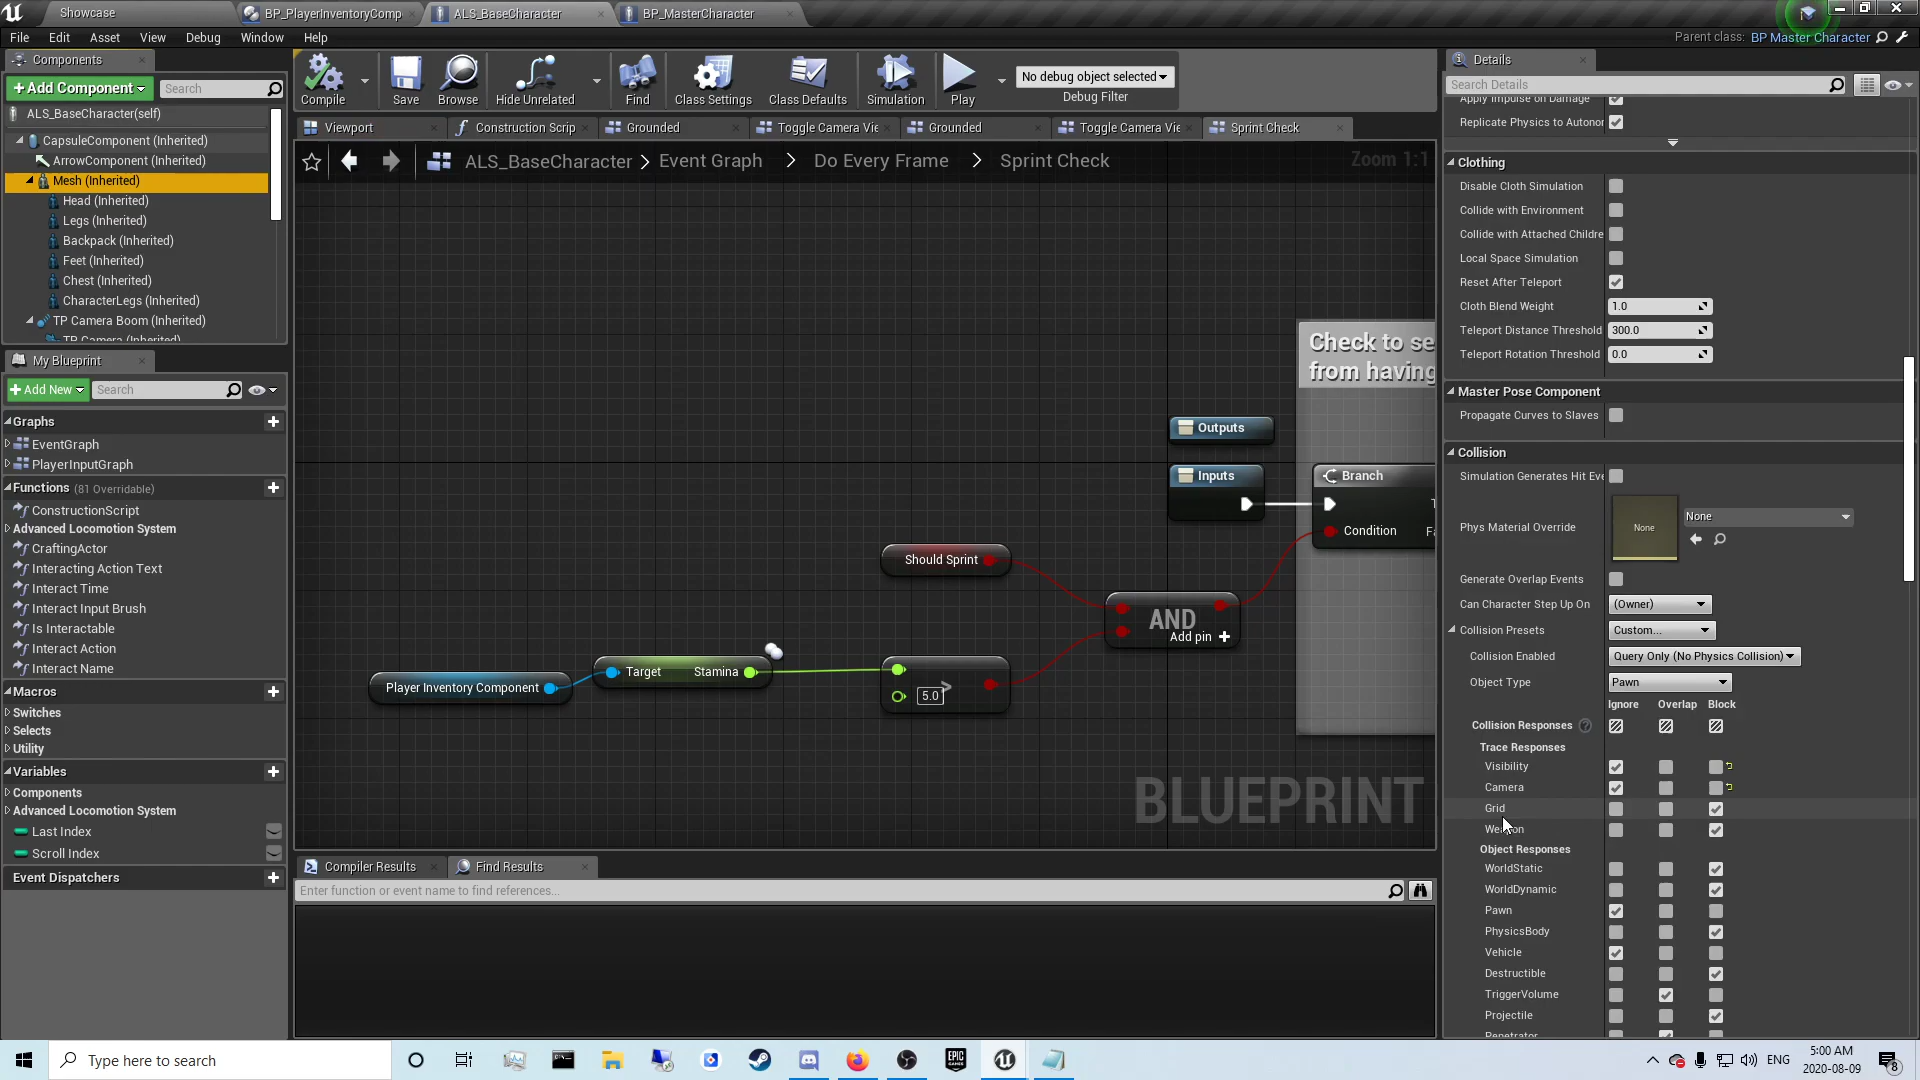 Showcase
BP_PlayerInventoryComp
ALS_BaseCharacter
BP_MasterCharacter
File Edit Asset View Debug Window Help
Parent class: BP Master Character
Components
Add Component
Search
ALS_BaseCharacter(self)
CapsuleComponent (Inherited)
ArrowComponent (Inherited)
Mesh (Inherited)
Head (Inherited)
Legs (Inherited)
Backpack (Inherited)
Feet (Inherited)
Chest (Inherited)
CharacterLegs (Inherited)
TP Camera Boom (Inherited)
TP Camera (Inherited)
My Blueprint
Add New
Search
Graphs
EventGraph
PlayerInputGraph
Functions (81 Overridable)
ConstructionScript
Advanced Locomotion System
CraftingActor
Interacting Action Text
Interact Time
Interact Input Brush
Is Interactable
Interact Action
Interact Name
Macros
Switches
Selects
Utility
Variables
Components
Advanced Locomotion System
Last Index
Scroll Index
Event Dispatchers
Compile
Save
Browse
Hide Unrelated
Find
Class Settings
Class Defaults
Simulation
Play
No debug object selected
Debug Filter
Viewport
Construction Scrip
Grounded
Toggle Camera Vie
Grounded
Toggle Camera Vie
Sprint Check
ALS_BaseCharacter > Event Graph > Do Every Frame > Sprint Check
Zoom 1:1
Check to se
from having
Outputs
Inputs
Branch
Condition
Should Sprint
AND
Add pin
Player Inventory Component
Target Stamina
5.0
>
BLUEPRINT
Compiler Results
Find Results
Enter function or event name to find references...
Details
Search Details
Apply Impulse on Damage
Replicate Physics to Autonor
Clothing
Disable Cloth Simulation
Collide with Environment
Collide with Attached Childre
Local Space Simulation
Reset After Teleport
Cloth Blend Weight 1.0
Teleport Distance Threshold 300.0
Teleport Rotation Threshold 0.0
Master Pose Component
Propagate Curves to Slaves
Collision
Simulation Generates Hit Eve
Phys Material Override None None
Generate Overlap Events
Can Character Step Up On (Owner)
Collision Presets Custom...
Collision Enabled Query Only (No Physics Collision)
Object Type Pawn
Ignore Overlap Block
Collision Responses
Trace Responses
Visibility
Camera
Grid
Object Responses
WorldStatic
WorldDynamic
Pawn
PhysicsBody
Vehicle
Destructible
TriggerVolume
Projectile
Penetrator
Type here to search
EPIC GAMES
ENG
5:00 AM
2020-08-09
8